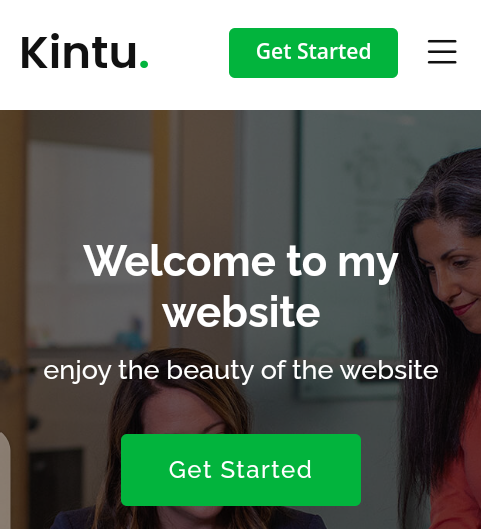 Kintu.
Get Started
Welcome to my
website
enjoy the beauty of the website
Get Started